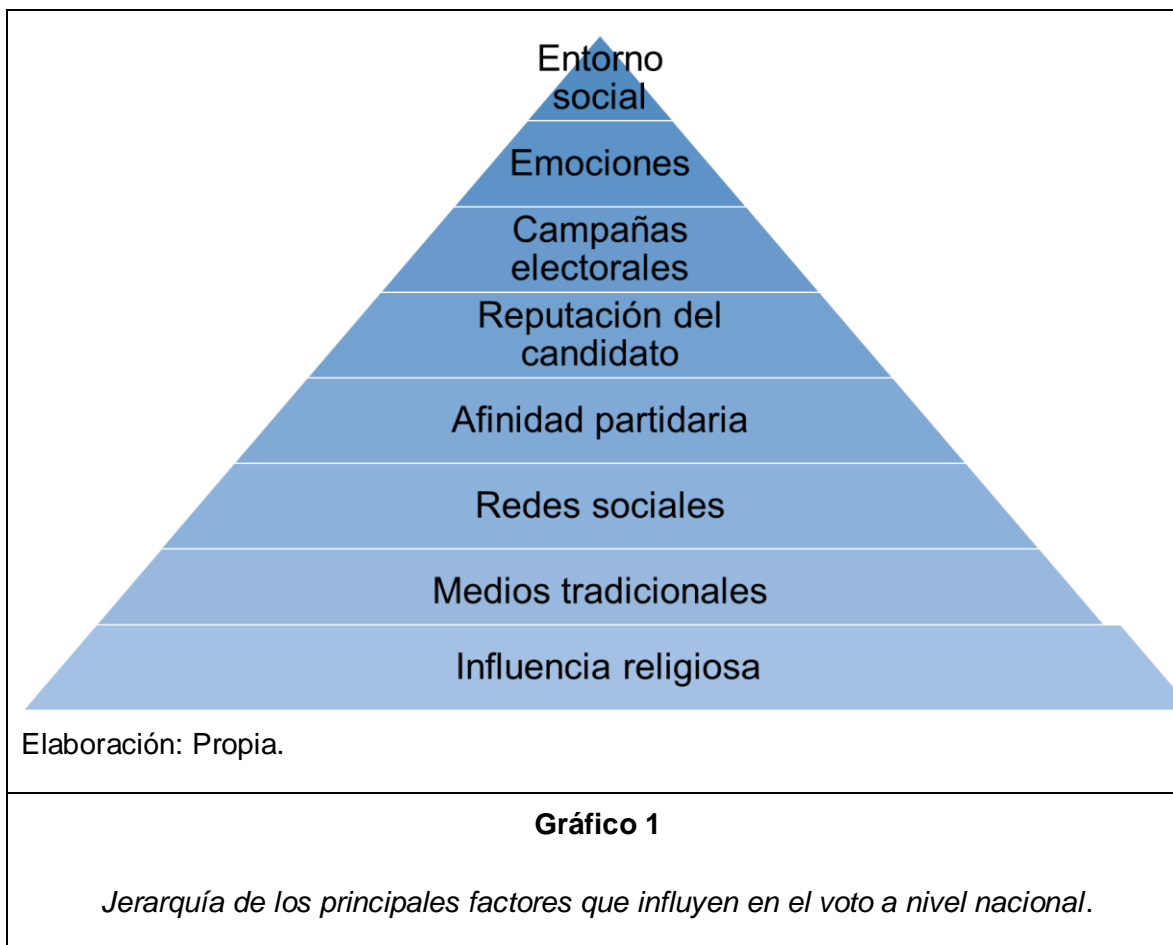 Entorno
social
Emociones
Campañas
electorales
Reputación del
candidato
Afinidad partidaria
Redes sociales
Medios tradicionales
Influencia religiosa
Elaboración: Propia.
Gráfico 1
Jerarquía de los principales factores que influyen en el voto a nivel nacional.